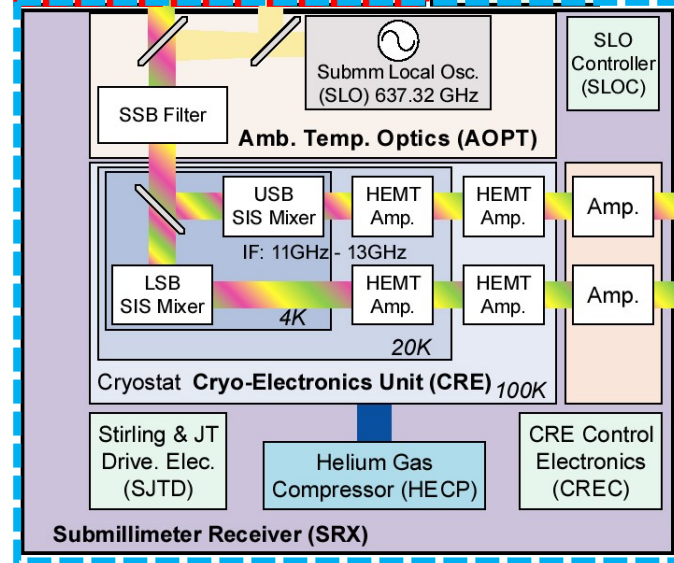 Submm Local Osc.
(SLO) 637.32 GHz
SLO
Controller
(SLOC)
SSB Filter
Amb. Temp. Optics (AOPT)
USB
SIS Mixer
HEMT
Amp.
HEMT
Amp.
Amp.
IF: 11GHz - 13GHz
LSB
SIS Mixer
HEMT
Amp.
HEMT
Amp.
Amp.
4K
20K
Cryostat Cryo-Electronics Unit (CRE)
100K
Stirling & JT
Drive. Elec.
(SJTD)
Helium Gas
Compressor (HECP)
CRE Control
Electronics
(CREC)
Submillimeter Receiver (SRX)